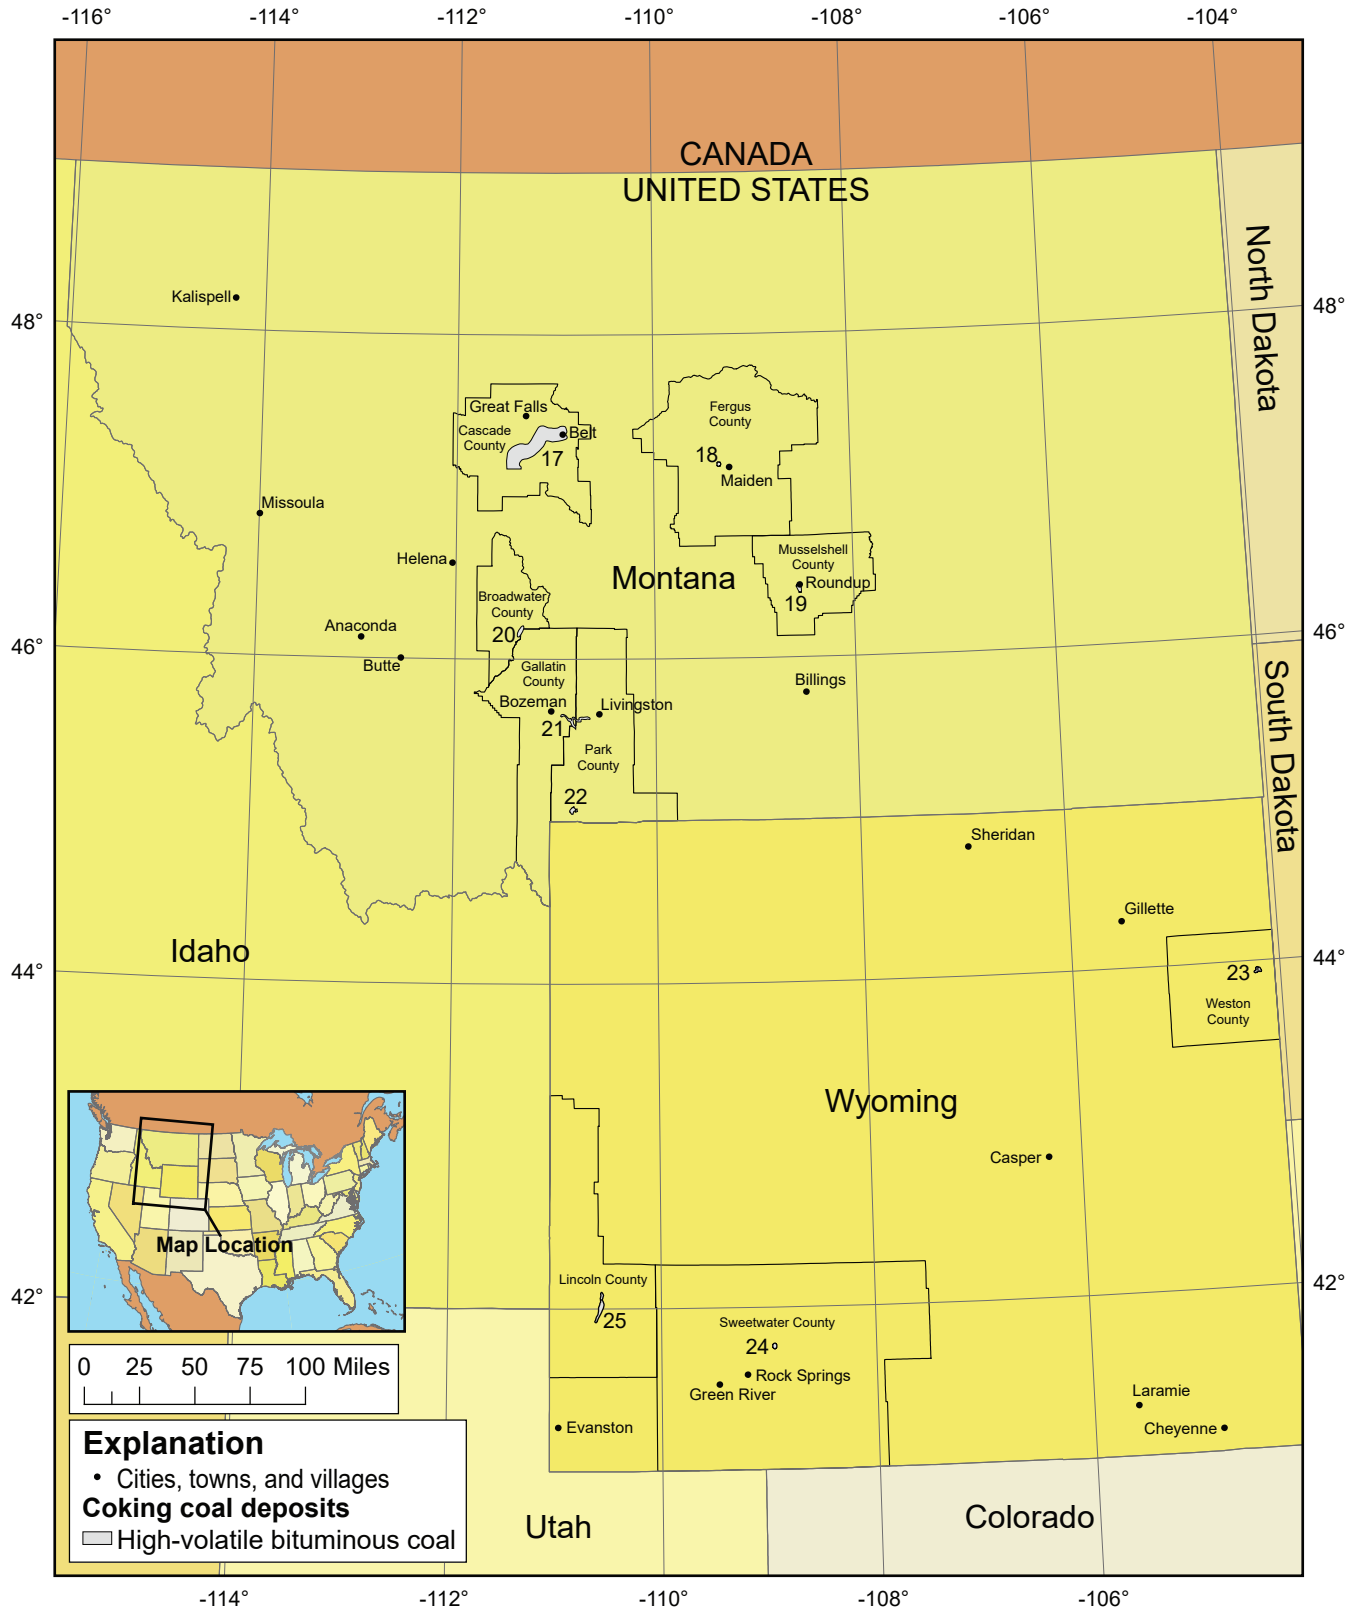 -116°
-114°
-112°
-110°
-108°
-106°
-104°
CANADA
UNITED STATES
North Dakota
Kalispell
48°
48°
Great Falls
Cascade
County
Belt
17
Fergus
County
18
Maiden
Missoula
Helena
Montana
Musselshell
County
Roundup
19
Broadwater
County
20
Anaconda
Butte
46°
46°
Gallatin
County
Bozeman
21
Livingston
Billings
South Dakota
Park
County
22
Sheridan
Gillette
Idaho
44°
44°
23
Weston
County
Wyoming
Casper
Map Location
42°
42°
Lincoln County
25
Sweetwater County
24
Rock Springs
Green River
Laramie
Cheyenne
Evanston
0 25 50 75 100 Miles
Explanation
Cities, towns, and villages
Coking coal deposits
High-volatile bituminous coal
Utah
Colorado
-114°
-112°
-110°
-108°
-106°